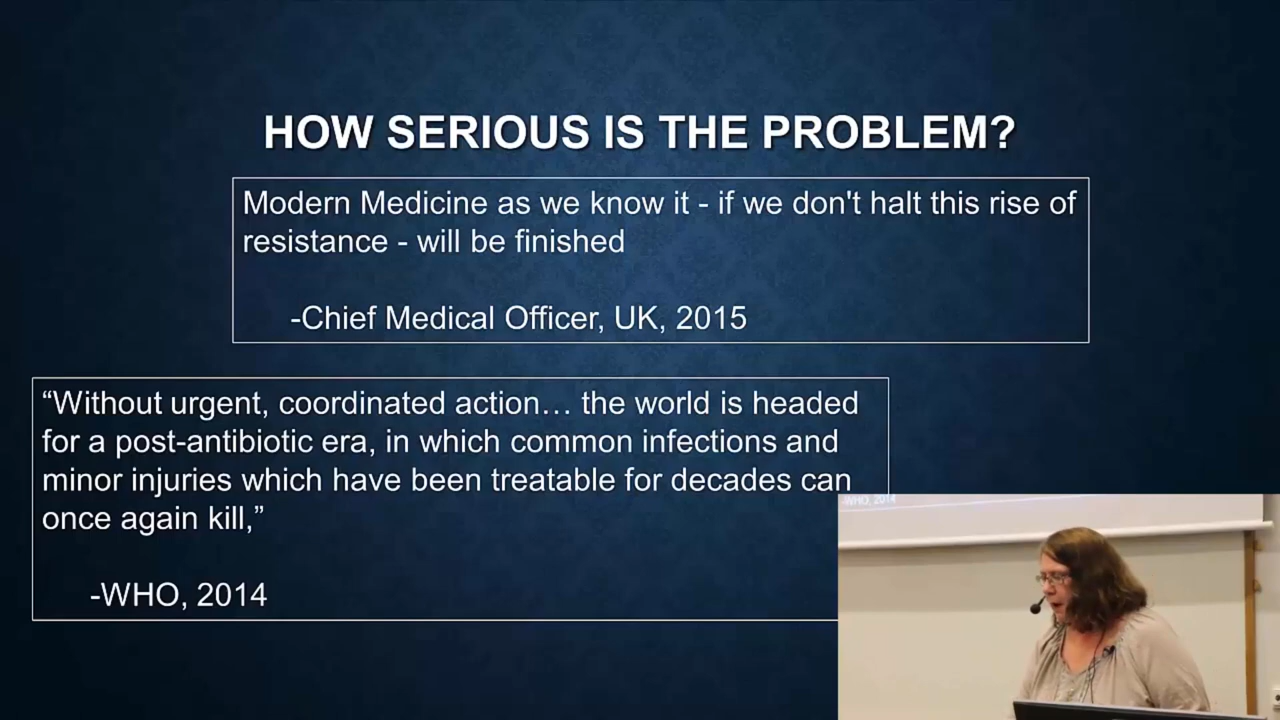 HOW SERIOUS IS THE PROBLEM?
Modern Medicine as we know it - if we don't halt this rise of
resistance - will be finished
-Chief Medical Officer, UK, 2015
“Without urgent, coordinated action… the world is headed
for a post-antibiotic era, in which common infections and
minor injuries which have been treatable for decades can
once again kill,”
-WHO, 2014
-WHO, 2014